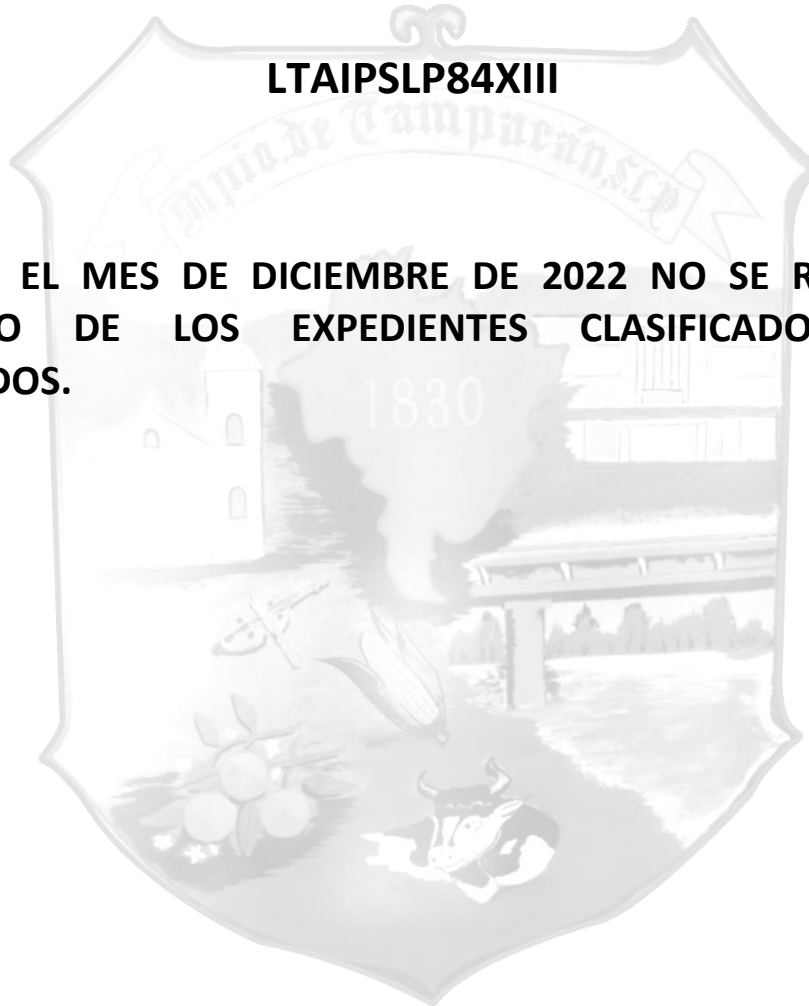 LTAIPSLP84XIII
Mpio. de Tampacán, S.L.P.
EL MES DE DICIEMBRE DE 2022 NO SE R
O DE LOS EXPEDIENTES CLASIFICADO
DOS.
1830